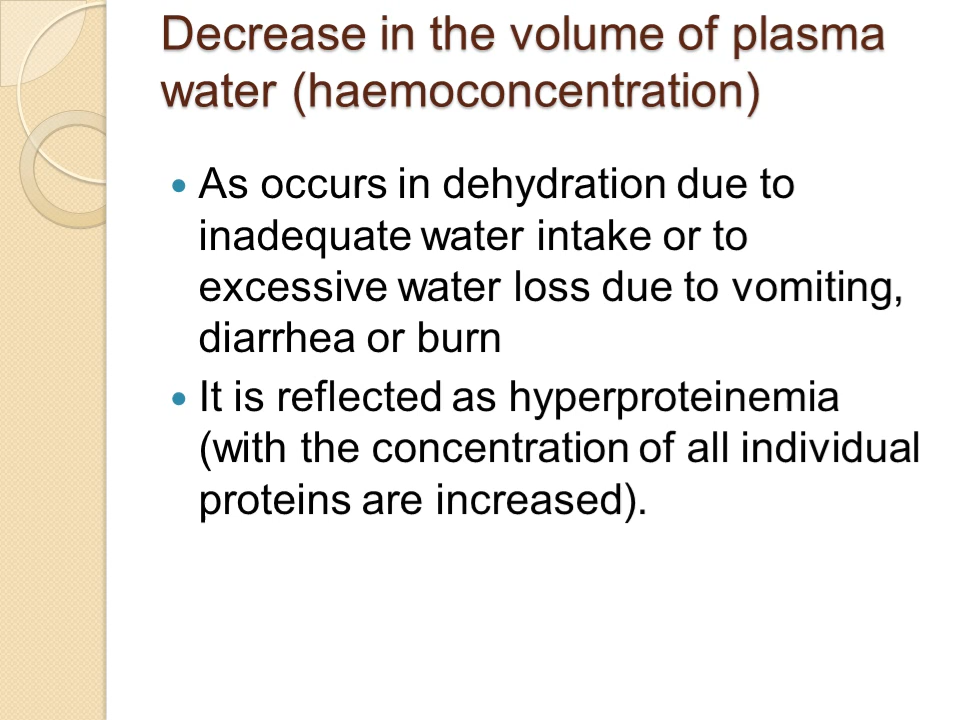 Decrease in the volume of plasma
water (haemoconcentration)
As occurs in dehydration due to
inadequate water intake or to
excessive water loss due to vomiting,
diarrhea or burn
It is reflected as hyperproteinemia
(with the concentration of all individual
proteins are increased).